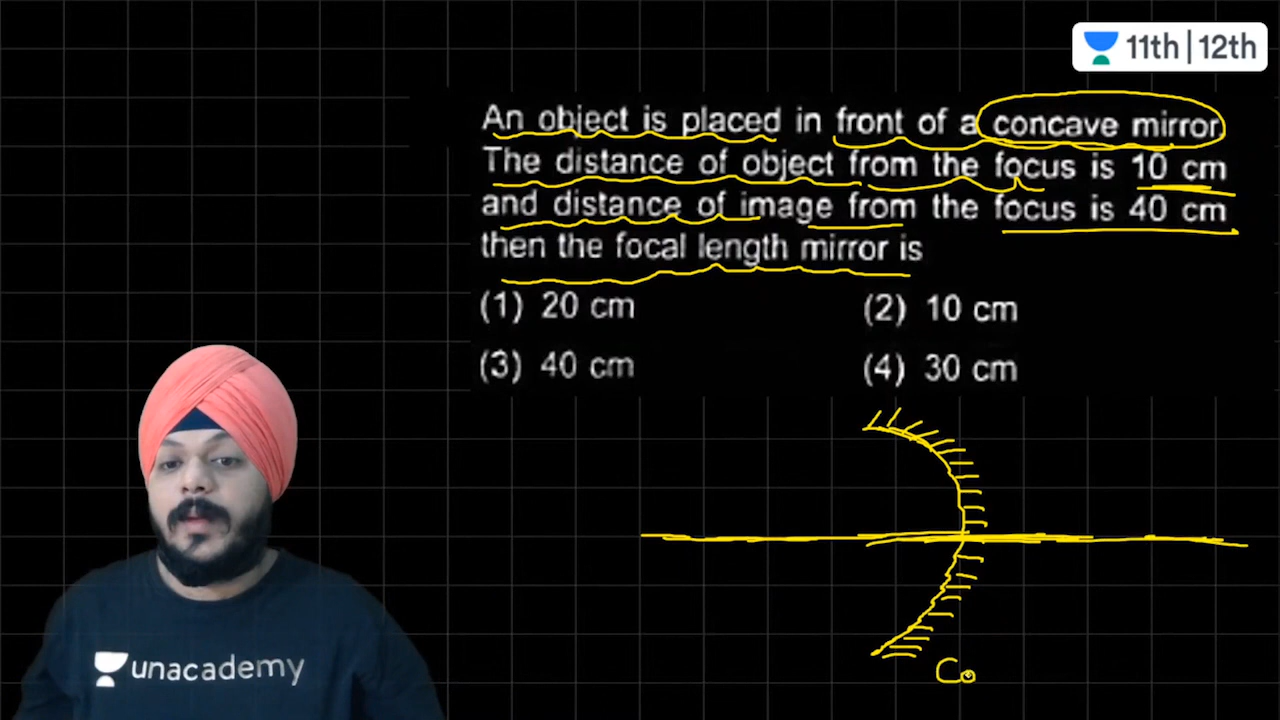 11th | 12th
An object is placed in front of a concave mirror.
The distance of object from the focus is 10 cm
and distance of image from the focus is 40 cm
then the focal length mirror is
(1) 20 cm (2) 10 cm
(3) 40 cm (4) 30 cm
unacademy
Co